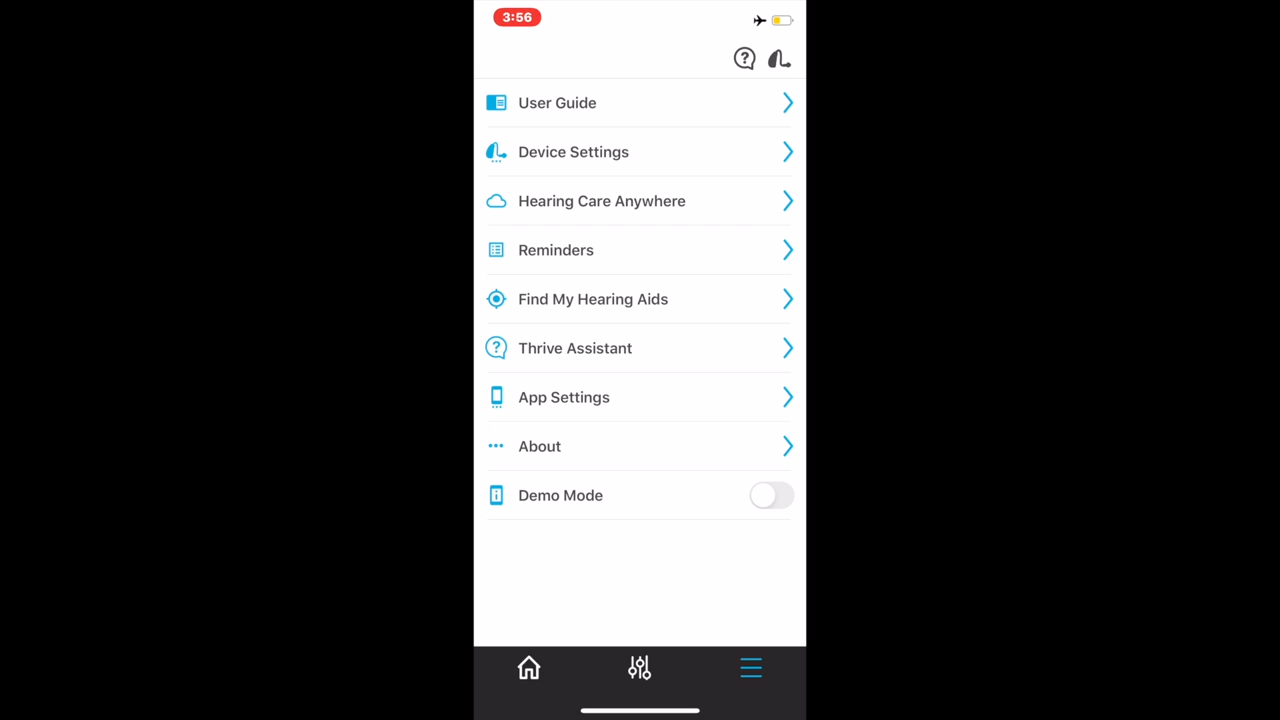 3:56
User Guide
Device Settings
Hearing Care Anywhere
Reminders
Find My Hearing Aids
Thrive Assistant
App Settings
About
Demo Mode